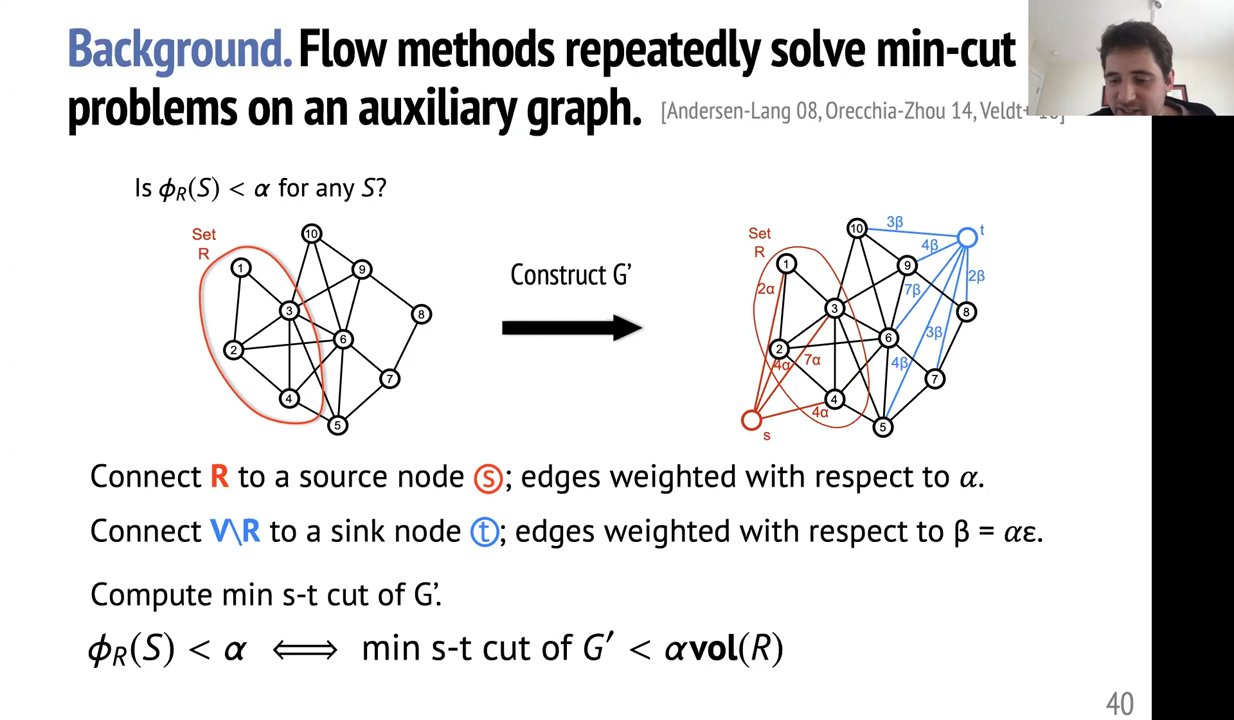 Background. Flow methods repeatedly solve min-cut
problems on an auxiliary graph. [Andersen-Lang 08, Orecchia-Zhou 14, Veldt+
Is ϕR(S) < α for any S?
Set
R
1
2
3
4
5
6
7
8
9
10
Construct G’
Set
R
1
2
3
4
5
6
7
8
9
10
s
t
2α
4α
7α
4α
3β
4β
7β
2β
3β
4β
Connect R to a source node s; edges weighted with respect to α.
Connect V\R to a sink node t; edges weighted with respect to β = αε.
Compute min s-t cut of G’.
ϕR(S) < α ⟺ min s-t cut of G′ < αvol(R)
40